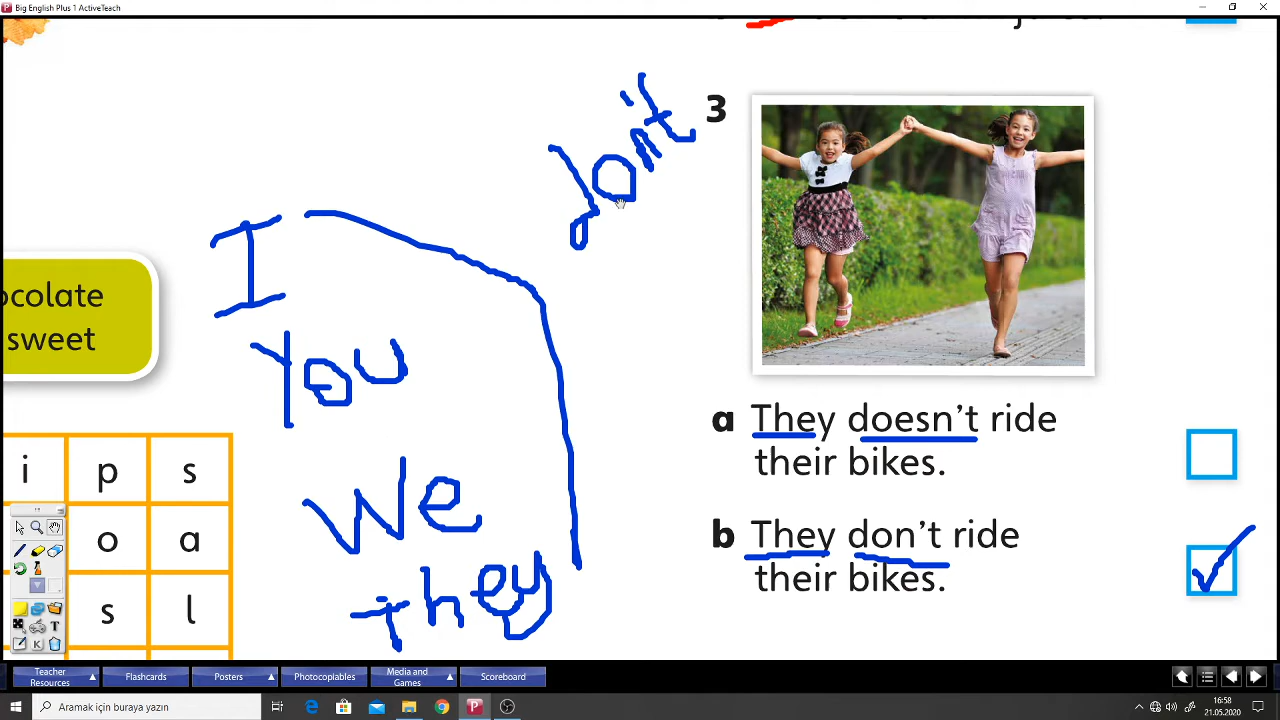 Big English Plus 1 ActiveTeach
ocolate
sweet
i p s
o a
s l
I
You
We
They
don't
3
a They doesn't ride
their bikes.
b They don't ride
their bikes.
Teacher
Resources
Flashcards
Posters
Photocopiables
Media and
Games
Scoreboard
Aramak için buraya yazın
16:58
21.05.2020